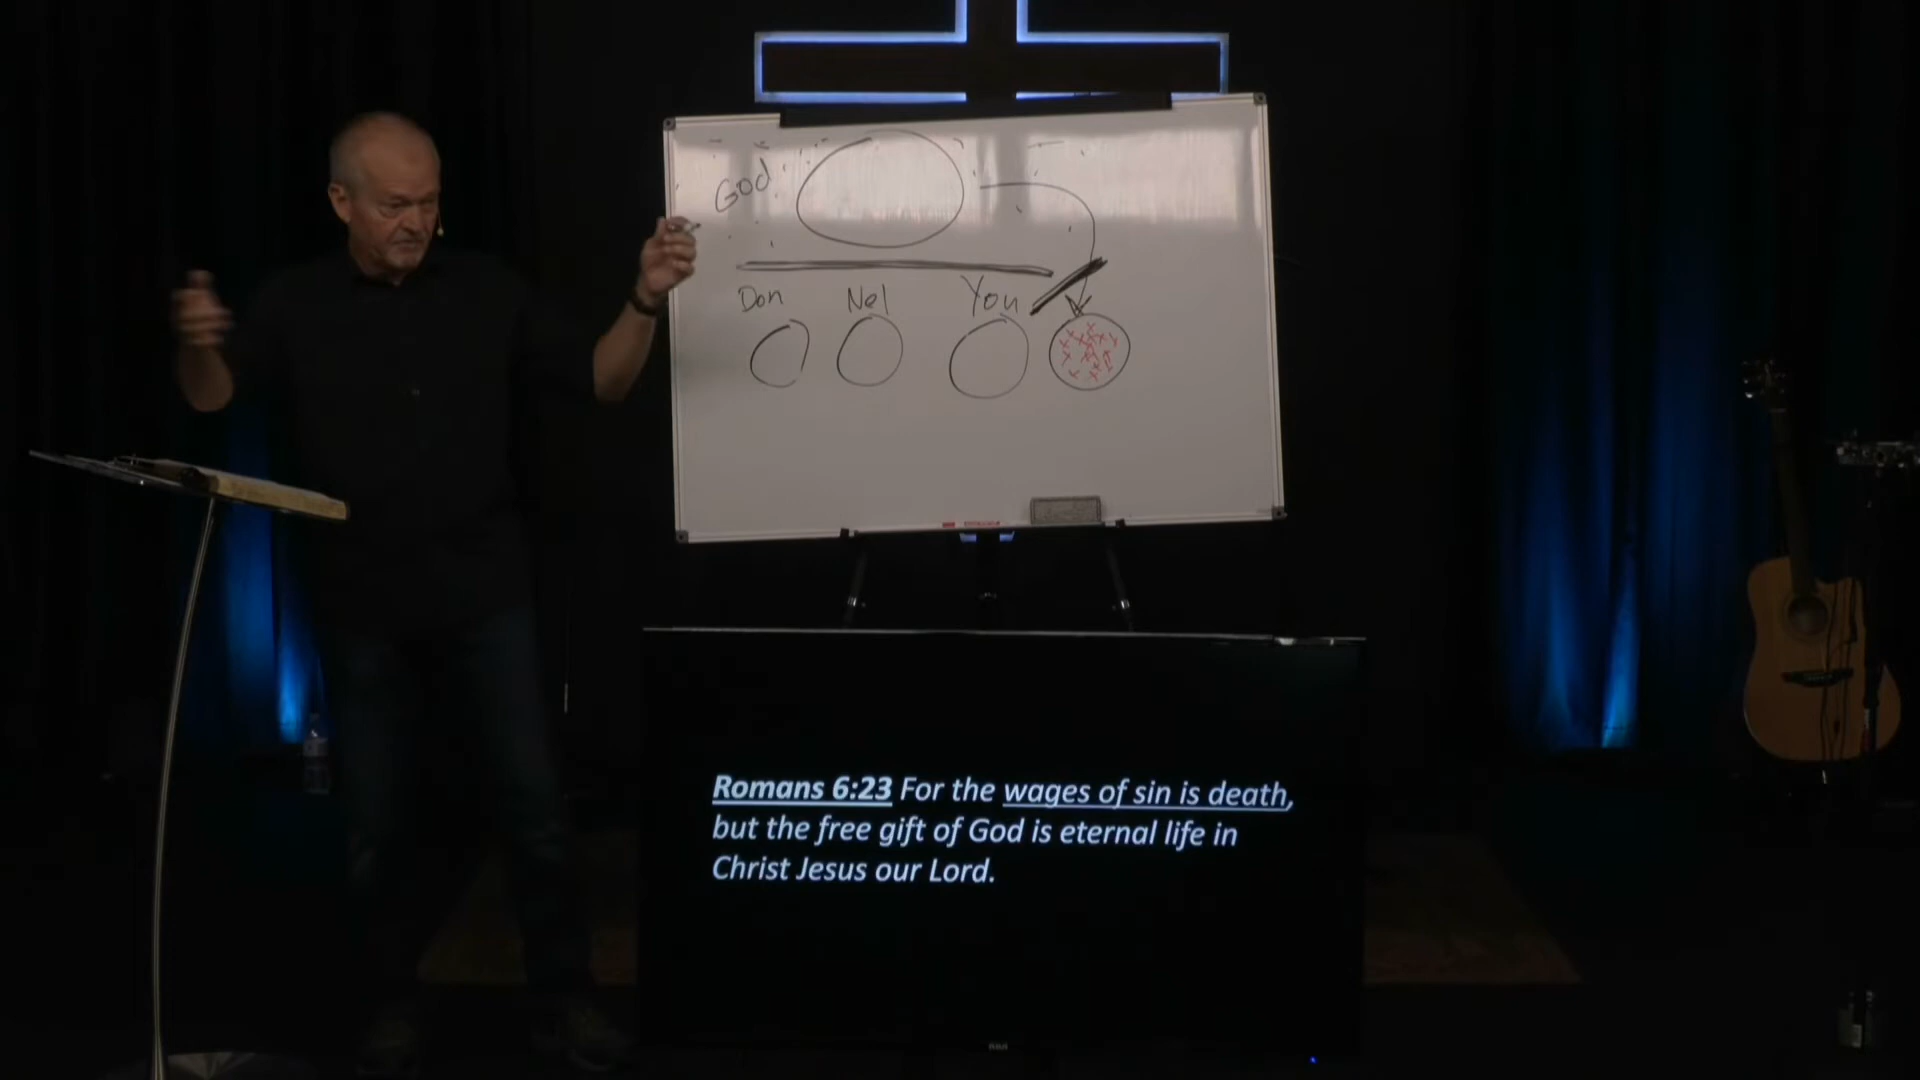 God
Don Nel You
Romans 6:23 For the wages of sin is death,
but the free gift of God is eternal life in
Christ Jesus our Lord.